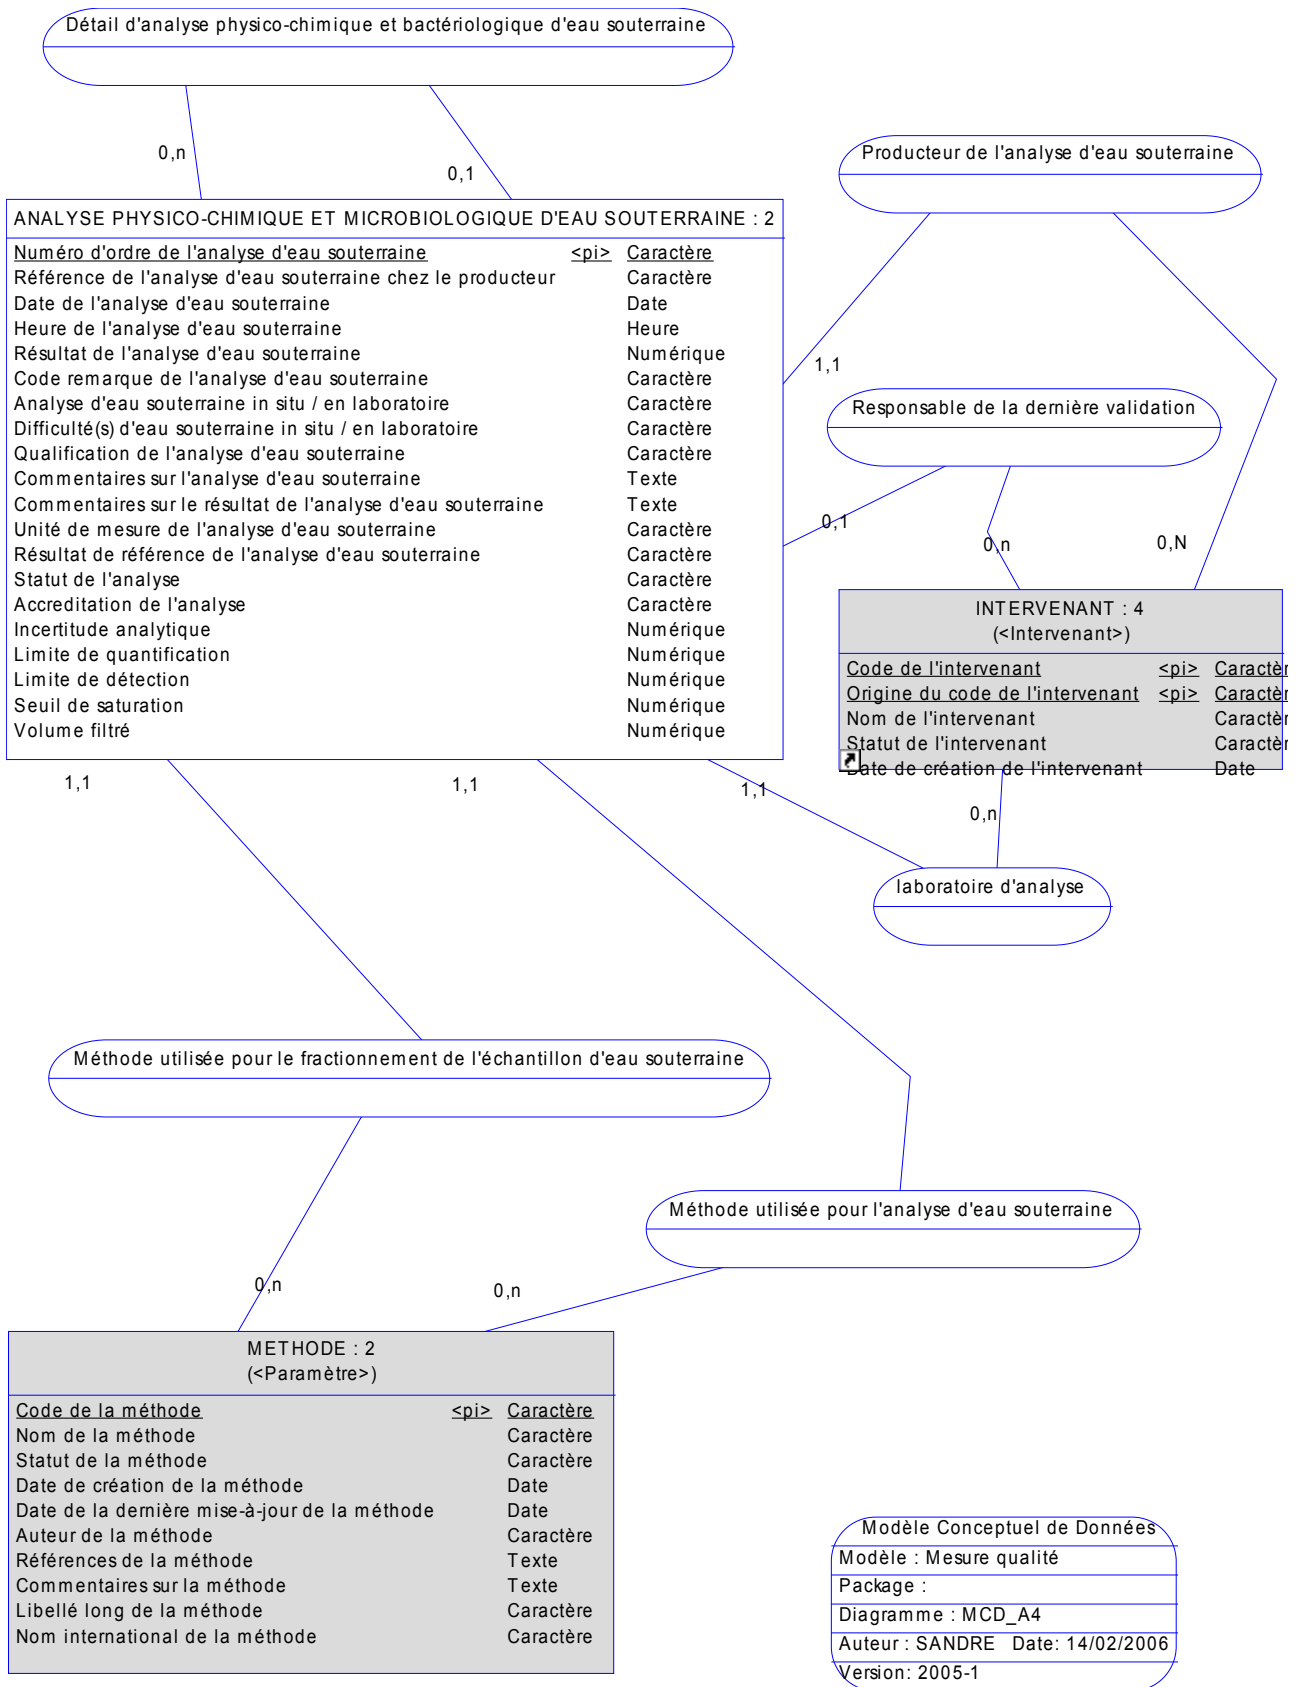 Détail d'analyse physico-chimique et bactériologique d'eau souterraine
0,n
0,1
Producteur de l'analyse d'eau souterraine
ANALYSE PHYSICO-CHIMIQUE ET MICROBIOLOGIQUE D'EAU SOUTERRAINE : 2
Numéro d'ordre de l'analyse d'eau souterraine <pi> Caractère
Référence de l'analyse d'eau souterraine chez le producteur Caractère
Date de l'analyse d'eau souterraine Date
Heure de l'analyse d'eau souterraine Heure
Résultat de l'analyse d'eau souterraine Numérique
Code remarque de l'analyse d'eau souterraine Caractère
Analyse d'eau souterraine in situ / en laboratoire Caractère
Difficulté(s) d'eau souterraine in situ / en laboratoire Caractère
Qualification de l'analyse d'eau souterraine Caractère
Commentaires sur l'analyse d'eau souterraine Texte
Commentaires sur le résultat de l'analyse d'eau souterraine Texte
Unité de mesure de l'analyse d'eau souterraine Caractère
Résultat de référence de l'analyse d'eau souterraine Caractère
Statut de l'analyse Caractère
Accreditation de l'analyse Caractère
Incertitude analytique Numérique
Limite de quantification Numérique
Limite de détection Numérique
Seuil de saturation Numérique
Volume filtré Numérique
1,1
Responsable de la dernière validation
0,1
0,n
0,N
INTERVENANT : 4
(<Intervenant>)
Code de l'intervenant <pi> Caractèr
Origine du code de l'intervenant <pi> Caractèr
Nom de l'intervenant Caractèr
Statut de l'intervenant Caractèr
Date de création de l'intervenant Date
1,1
1,1
1,1
0,n
laboratoire d'analyse
Méthode utilisée pour le fractionnement de l'échantillon d'eau souterraine
Méthode utilisée pour l'analyse d'eau souterraine
0,n
0,n
METHODE : 2
(<Paramètre>)
Code de la méthode <pi> Caractère
Nom de la méthode Caractère
Statut de la méthode Caractère
Date de création de la méthode Date
Date de la dernière mise-à-jour de la méthode Date
Auteur de la méthode Caractère
Références de la méthode Texte
Commentaires sur la méthode Texte
Libellé long de la méthode Caractère
Nom international de la méthode Caractère
Modèle Conceptuel de Données
Modèle : Mesure qualité
Package :
Diagramme : MCD_A4
Auteur : SANDRE Date: 14/02/2006
Version: 2005-1